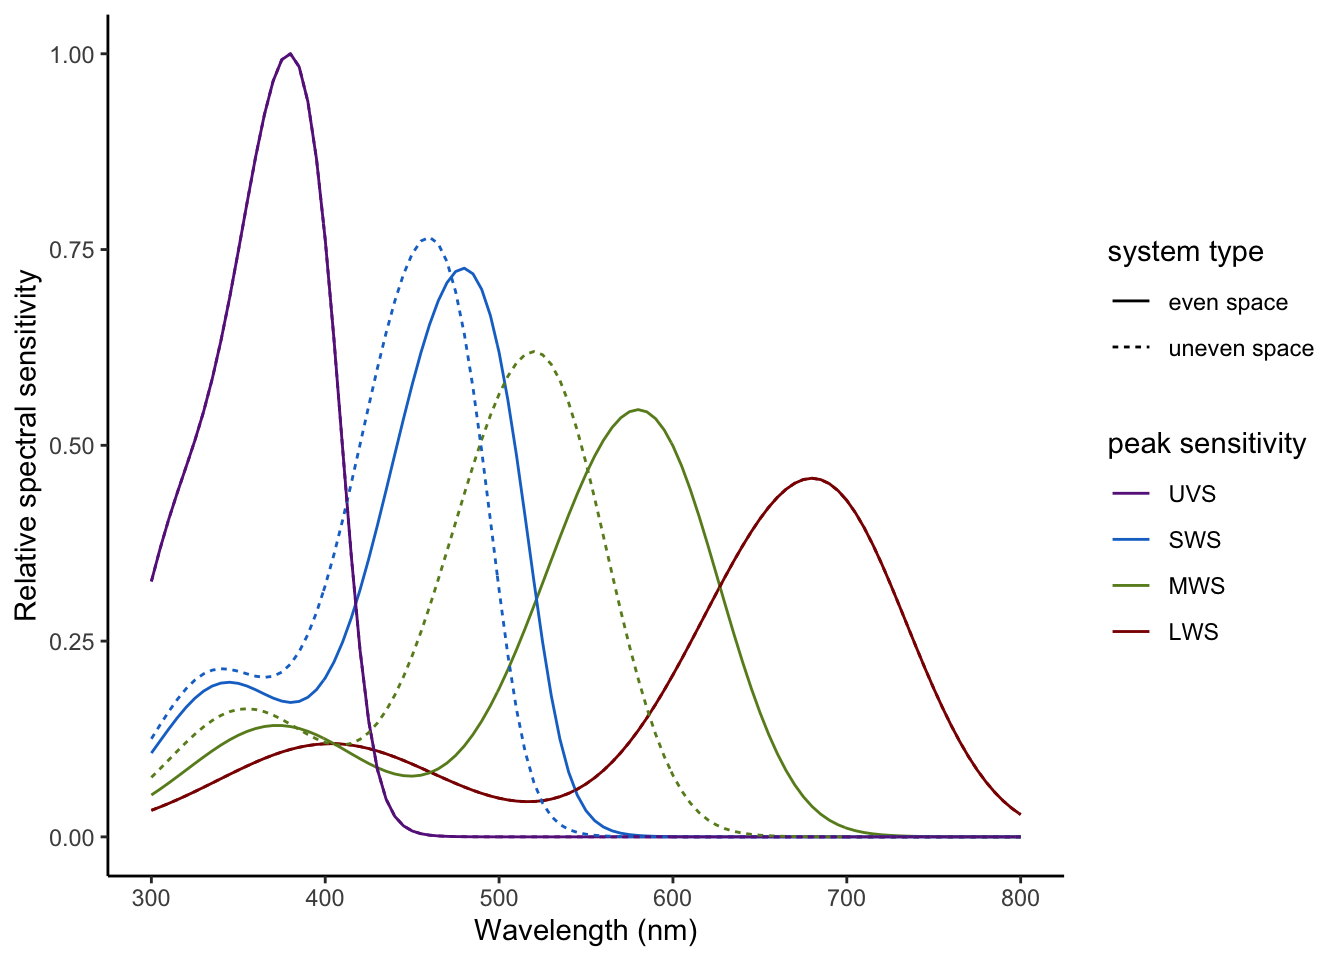 1.00
0.75
0.50
0.25
0.00
Relative spectral sensitivity
300 400 500 600 700 800
Wavelength (nm)
system type
even space
uneven space
peak sensitivity
UVS
SWS
MWS
LWS